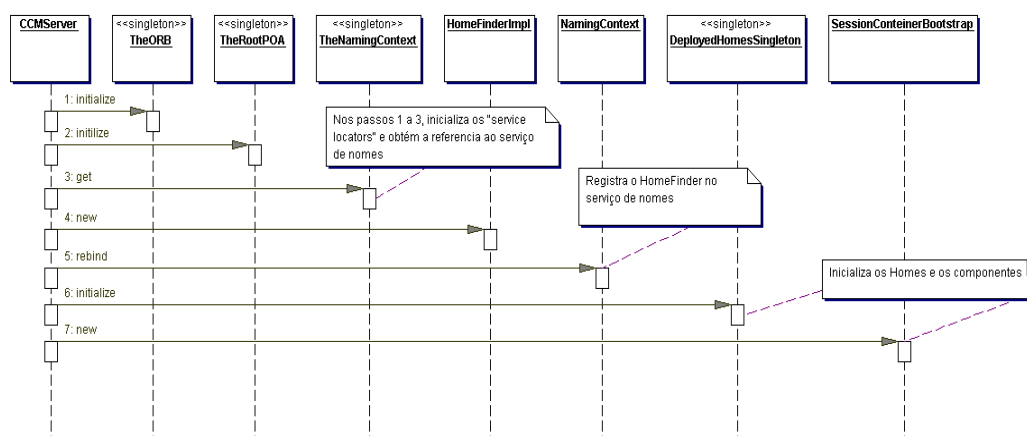 CCMServer
<<singleton>>
TheORB
<<singleton>>
TheRootPOA
<<singleton>>
TheNamingContext
HomeFinderImpl
NamingContext
<<singleton>>
DeployedHomesSingleton
SessionConteinerBootstrap
1: initialize
Nos passos 1 a 3, inicializa os "service
locators" e obtém a referencia ao serviço
de nomes
2: initilize
3: get
Registra o HomeFinder no
serviço de nomes
4: new
5: rebind
Inicializa os Homes e os componentes
6: initialize
7: new